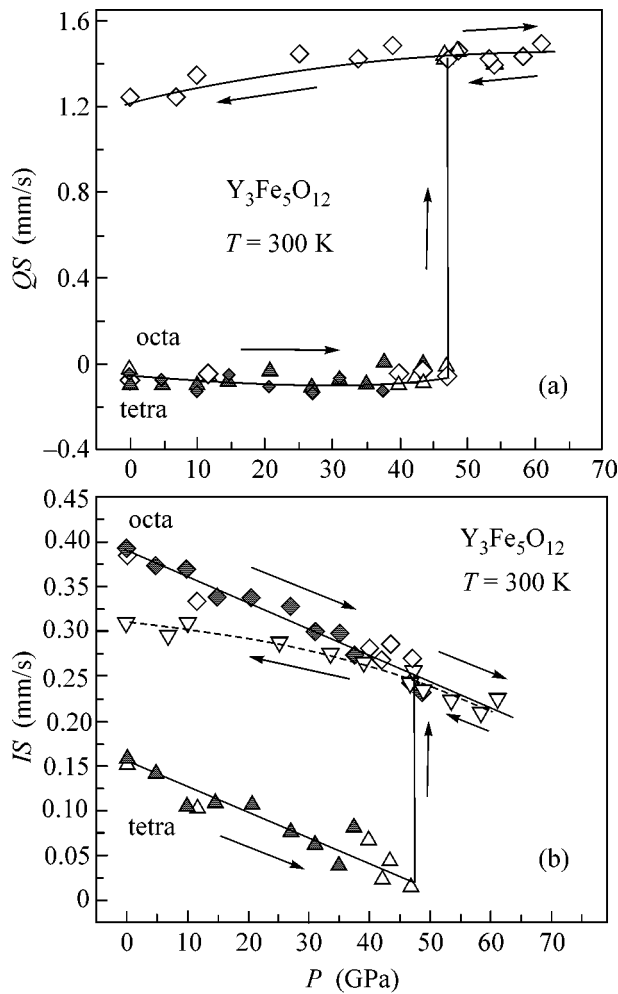 1.6
1.2
0.8
0.4
0
–0.4
QS (mm/s)
Y₃Fe₅O₁₂
T = 300 K
octa
tetra
(a)
0 10 20 30 40 50 60 70
0.45
0.40
0.35
0.30
0.25
0.20
0.15
0.10
0.05
0
IS (mm/s)
octa
Y₃Fe₅O₁₂
T = 300 K
tetra
(b)
0 10 20 30 40 50 60 70
P (GPa)